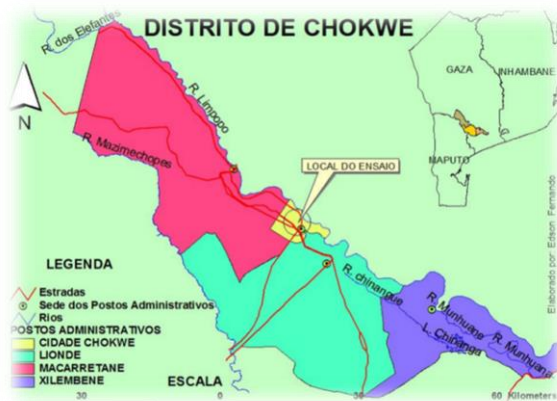 DISTRITO DE CHOKWE
R. dos Elefantes
GAZA
INHAMBANE
MAPUTO
N
R. Limpopo
R. Mazimechopes
LOCAL DO ENSAIO
R. chinangue
R. Munhuana
L. Chibanga
R. Munhuana
LEGENDA
Estradas
Sede dos Postos Administrativos
Rios
POSTOS ADMINISTRATIVOS
CIDADE CHOKWE
LIONDE
MACARRETANE
XILEMBENE
ESCALA
30 0 30 60 Kilometers
Elaborado por: Edson Fernando